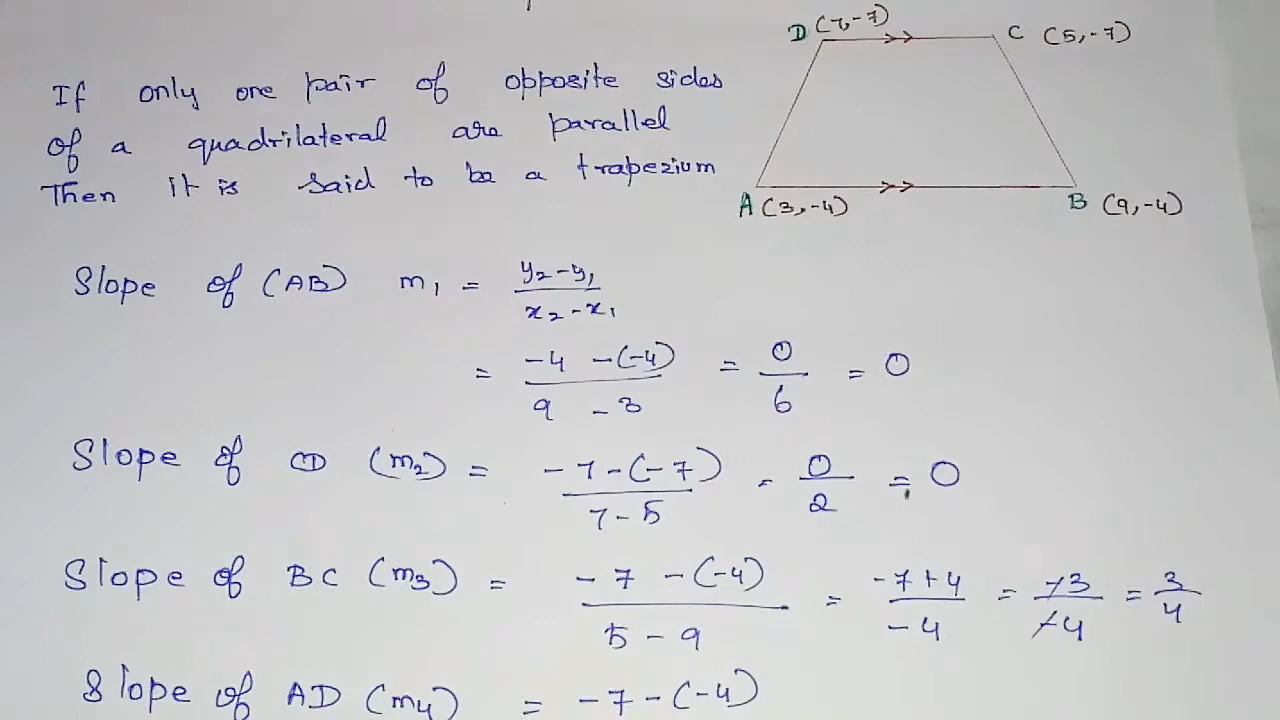 D (7,-7)
C (5,-7)
If only one pair of opposite sides
of a quadrilateral are parallel
Then it is said to be a trapezium
A (3,-4)
B (9,-4)
Slope of (AB) m₁ = y₂-y₁ / x₂-x₁
= -4 -(-4) / 9 - 3 = 0 / 6 = 0
Slope of CD (m₂) = -7-(-7) / 7-5 = 0 / 2 = 0
Slope of BC (m₃) = -7 -(-4) / 5 - 9 = -7+4 / -4 = -3 / -4 = 3 / 4
Slope of AD (m₄) = -7-(-4)